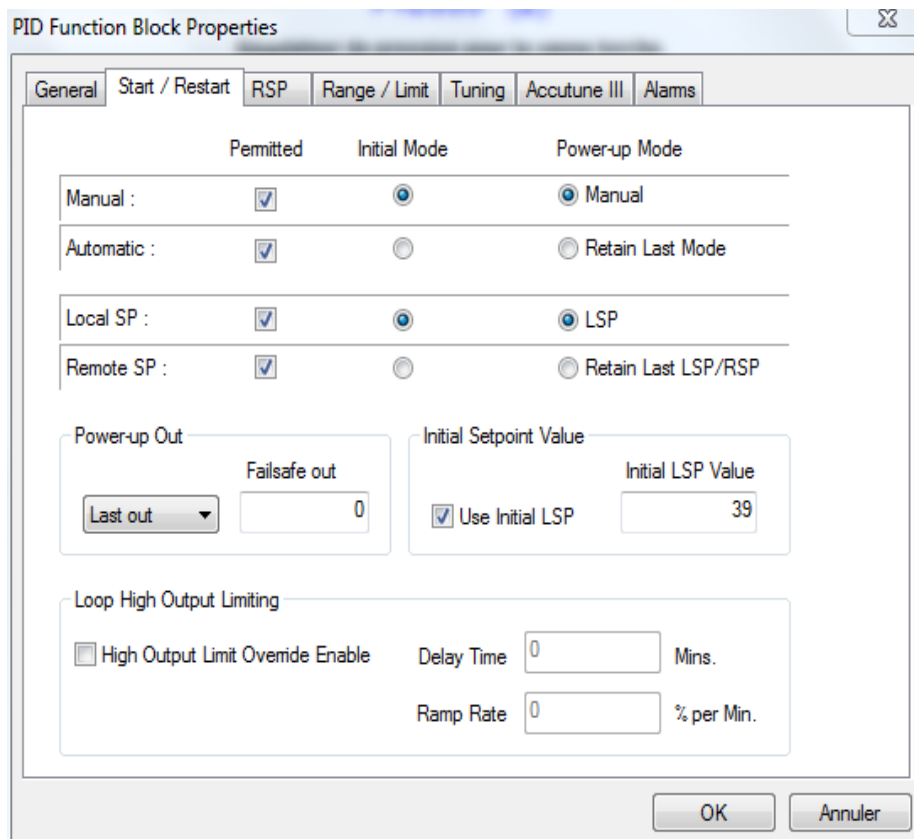 PID Function Block Properties
General Start / Restart RSP Range / Limit Tuning Accutune III Alarms
Permitted Initial Mode Power-up Mode
Manual : Manual
Automatic : Retain Last Mode
Local SP : LSP
Remote SP : Retain Last LSP/RSP
Power-up Out Initial Setpoint Value
Failsafe out Initial LSP Value
Last out 0 Use Initial LSP 39
Loop High Output Limiting
High Output Limit Override Enable Delay Time 0 Mins.
Ramp Rate 0 % per Min.
OK Annuler